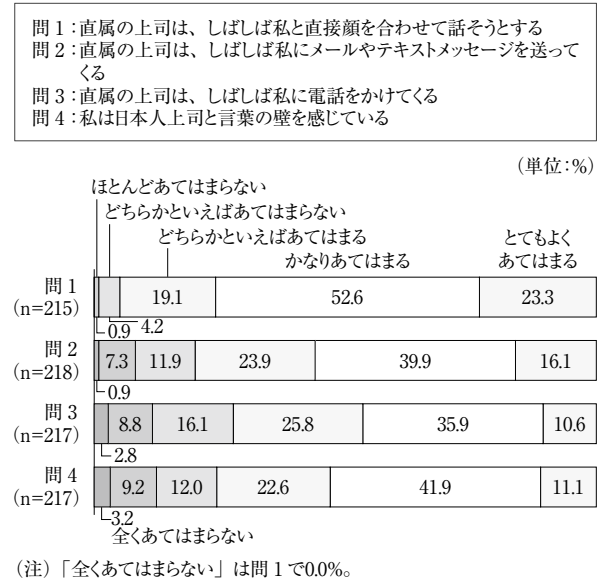 問1:直属の上司は、しばしば私と直接顔を合わせて話そうとする
問2:直属の上司は、しばしば私にメールやテキストメッセージを送って
くる
問3:直属の上司は、しばしば私に電話をかけてくる
問4:私は日本人上司と言葉の壁を感じている
(単位:%)
ほとんどあてはまらない
どちらかといえばあてはまらない
どちらかといえばあてはまる
かなりあてはまる
とてもよく
あてはまる
問1
(n=215)
19.1 52.6 23.3
0.9 4.2
問2
(n=218)
7.3 11.9 23.9 39.9 16.1
0.9
問3
(n=217)
8.8 16.1 25.8 35.9 10.6
2.8
問4
(n=217)
9.2 12.0 22.6 41.9 11.1
3.2
全くあてはまらない
(注)「全くあてはまらない」は問1で0.0%。